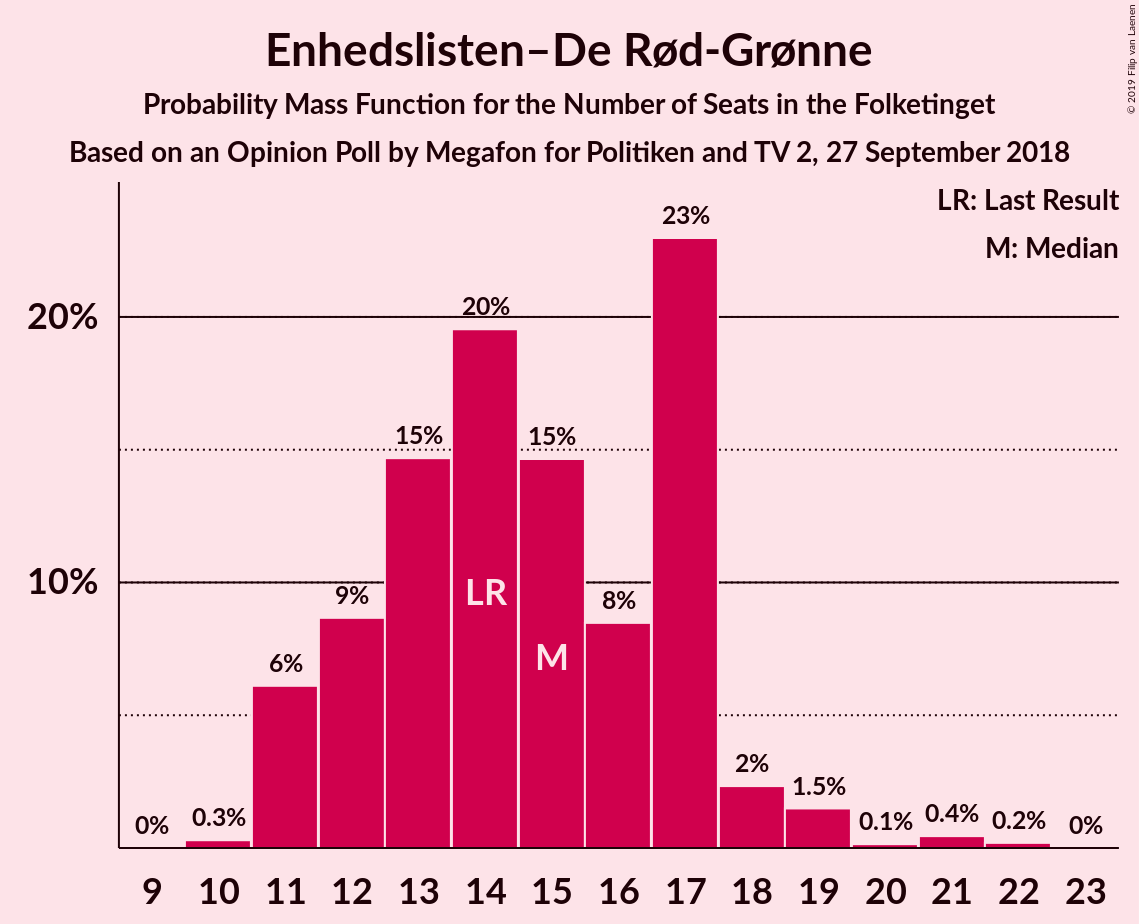 Enhedslisten–De Rød-Grønne
Probability Mass Function for the Number of Seats in the Folketinget
Based on an Opinion Poll by Megafon for Politiken and TV 2, 27 September 2018
© 2019 Filip van Laenen
LR: Last Result
M: Median
20%
10%
0%
0.3%
6%
9%
15%
20%
15%
8%
23%
2%
1.5%
0.1%
0.4%
0.2%
0%
LR
M
9 10 11 12 13 14 15 16 17 18 19 20 21 22 23